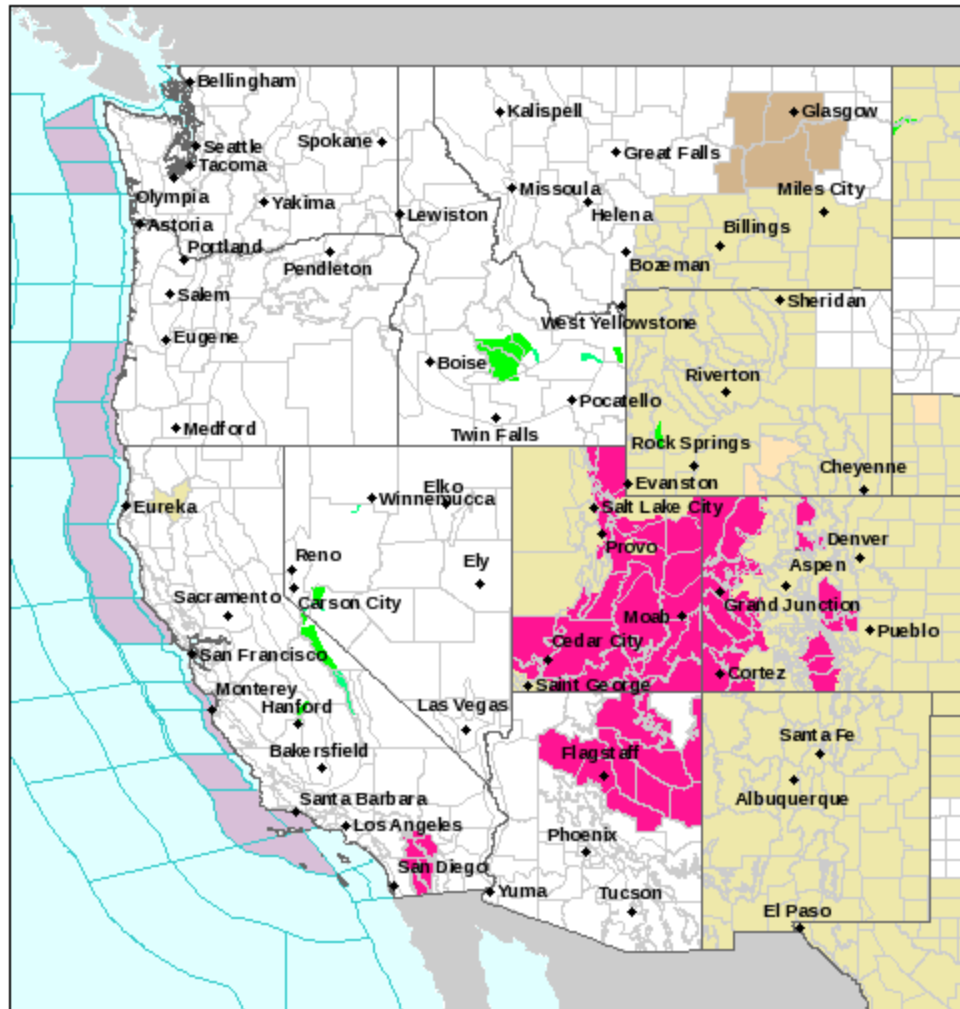 Bellingham
Kalispell
Glasgow
Spokane
Seattle
Great Falls
Tacoma
Missoula
Miles City
Olympia
Yakima
Lewiston
Helena
Astoria
Billings
Portland
Pendleton
Bozeman
Salem
Sheridan
West Yellowstone
Eugene
Boise
Riverton
Pocatello
Medford
Twin Falls
Rock Springs
Cheyenne
Elko
Evanston
Winnemucca
Eureka
Salt Lake City
Denver
Provo
Reno
Ely
Aspen
Sacramento
Carson City
Grand Junction
Moab
Pueblo
Cedar City
San Francisco
Cortez
Saint George
Monterey
Hanford
Las Vegas
Santa Fe
Bakersfield
Flagstaff
Santa Barbara
Albuquerque
Los Angeles
Phoenix
San Diego
Yuma
Tucson
El Paso